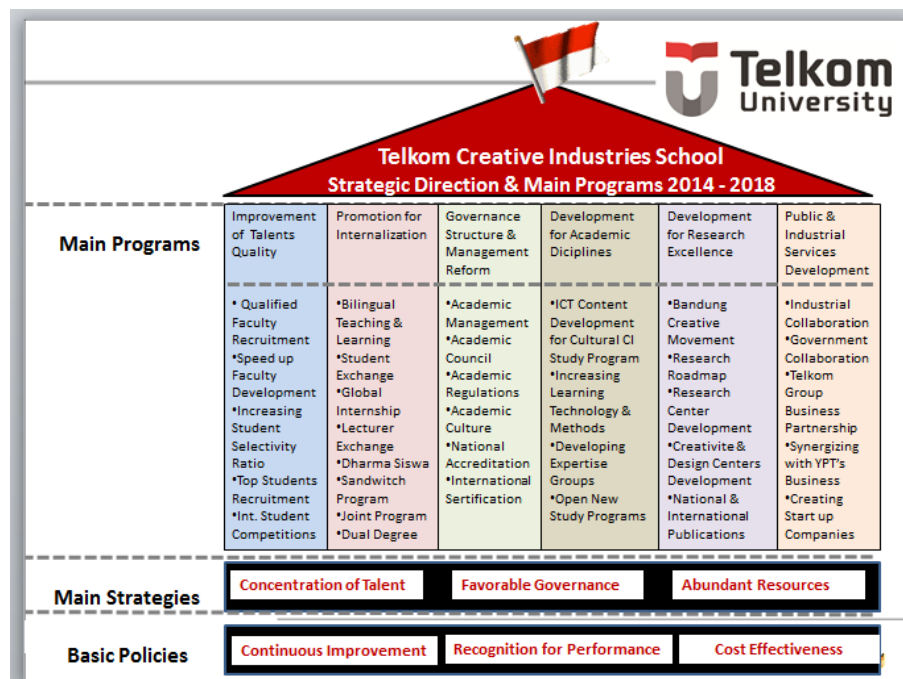 Telkom
University
Telkom Creative Industries School
Strategic Direction & Main Programs 2014 - 2018
Main Programs
Improvement
of Talents
Quality
Promotion for
Internalization
Governance
Structure &
Management
Reform
Development
for Academic
Diciplines
Development
for Research
Excellence
Public &
Industrial
Services
Development
• Qualified
Faculty
Recruitment
•Speed up
Faculty
Development
•Increasing
Student
Selectivity
Ratio
•Top Students
Recruitment
•Int. Student
Competitions
•Bilingual
Teaching &
Learning
•Student
Exchange
•Global
Internship
•Lecturer
Exchange
•Dharma Siswa
•Sandwitch
Program
•Joint Program
•Dual Degree
•Academic
Management
•Academic
Council
•Academic
Regulations
•Academic
Culture
•National
Accreditation
•International
Sertification
•ICT Content
Development
for Cultural CI
Study Program
•Increasing
Learning
Technology &
Methods
•Developing
Expertise
Groups
•Open New
Study Programs
•Bandung
Creative
Movement
•Research
Roadmap
•Research
Center
Development
•Creativite &
Design Centers
Development
•National &
International
Publications
•Industrial
Collaboration
•Government
Collaboration
•Telkom
Group
Business
Partnership
•Synergizing
with YPT's
Business
•Creating
Start up
Companies
Main Strategies
Concentration of Talent
Favorable Governance
Abundant Resources
Basic Policies
Continuous Improvement
Recognition for Performance
Cost Effectiveness